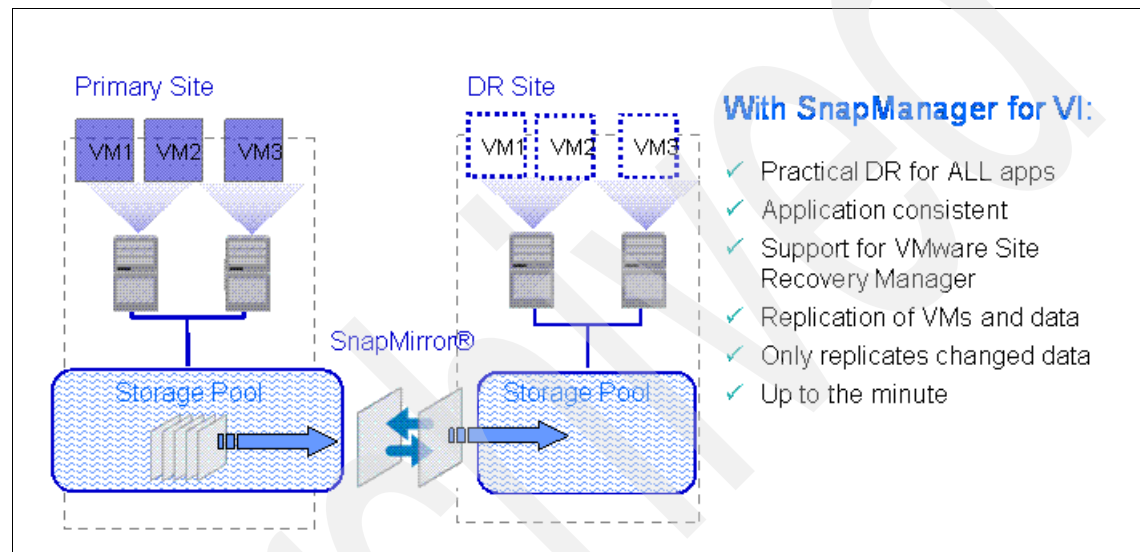 Primary Site
VM1 VM2 VM3
Storage Pool
SnapMirror®
DR Site
VM1 VM2 VM3
Storage Pool
With SnapManager for VI:
✓ Practical DR for ALL apps
✓ Application consistent
✓ Support for VMware Site
Recovery Manager
✓ Replication of VMs and data
✓ Only replicates changed data
✓ Up to the minute